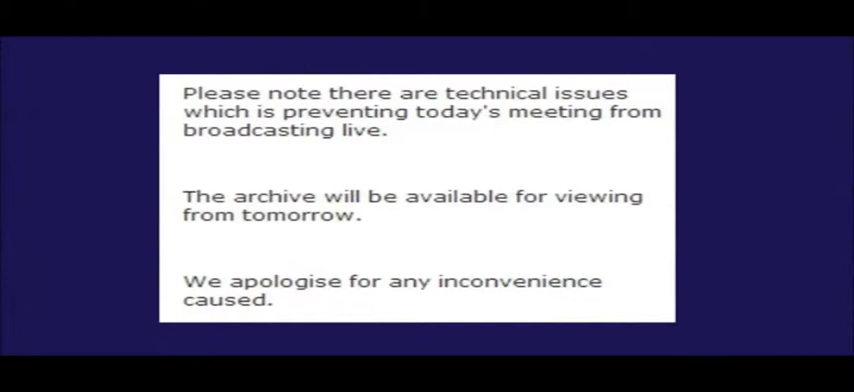 Please note there are technical issues
which is preventing today's meeting from
broadcasting live.
The archive will be available for viewing
from tomorrow.
We apologise for any inconvenience
caused.